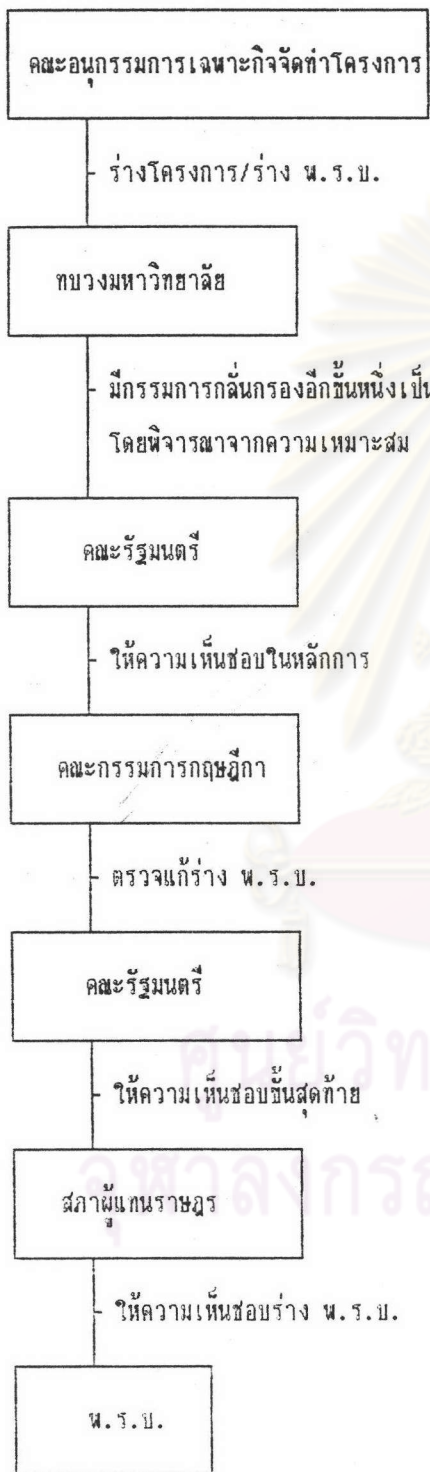 คณะอนุกรรมการเฉพาะกิจจัดทำโครงการ
ร่างโครงการ/ร่าง พ.ร.บ.
ทบวงมหาวิทยาลัย
มีกรรมการกลั่นกรองอีกขั้นหนึ่งเป็น
โดยพิจารณาจากความเหมาะสม
คณะรัฐมนตรี
ให้ความเห็นชอบในหลักการ
คณะกรรมการกฤษฎีกา
ตรวจแก้ร่าง พ.ร.บ.
คณะรัฐมนตรี
ให้ความเห็นชอบขั้นสุดท้าย
สภาผู้แทนราษฎร
ให้ความเห็นชอบร่าง พ.ร.บ.
พ.ร.บ.